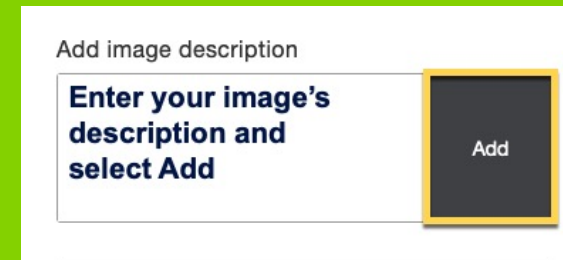 Add image description
Enter your image's
description and
select Add
Add